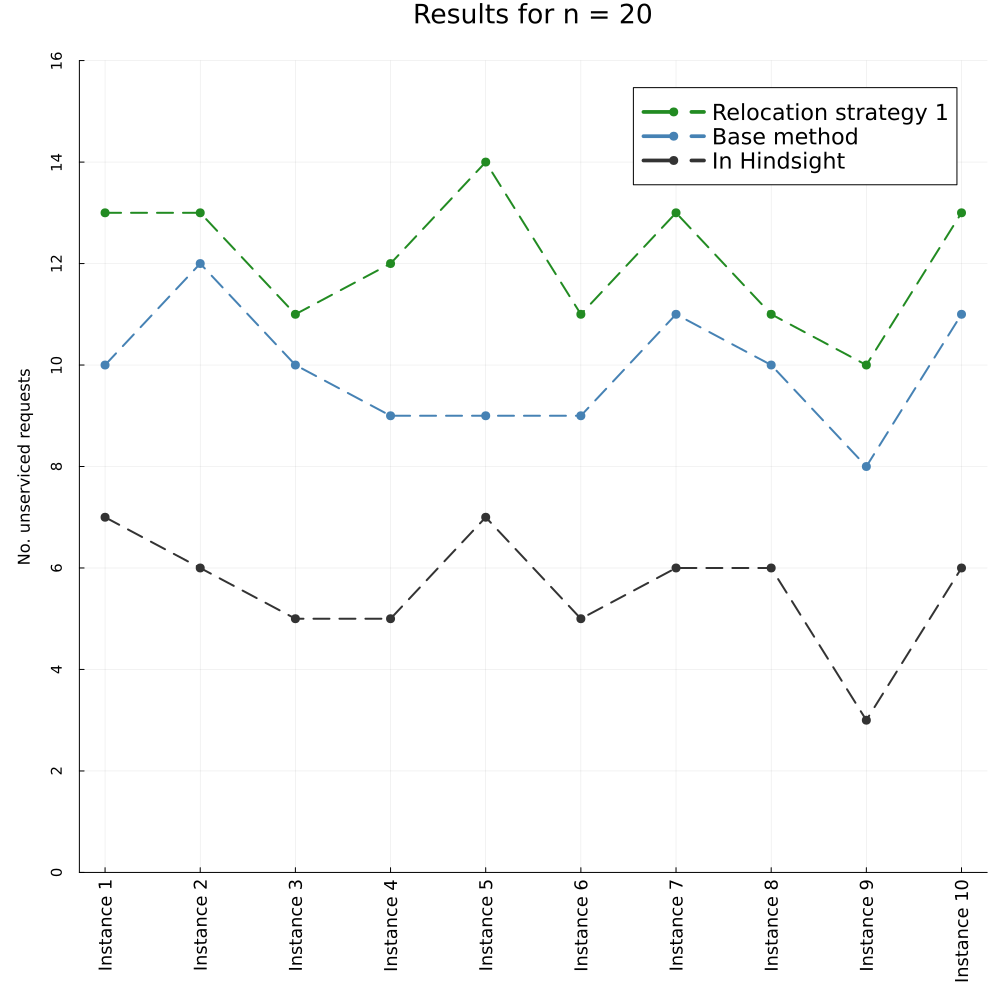 Results for n = 20
Relocation strategy 1
Base method
In Hindsight
No. unserviced requests
16
14
12
10
8
6
4
2
0
Instance 1
Instance 2
Instance 3
Instance 4
Instance 5
Instance 6
Instance 7
Instance 8
Instance 9
Instance 10